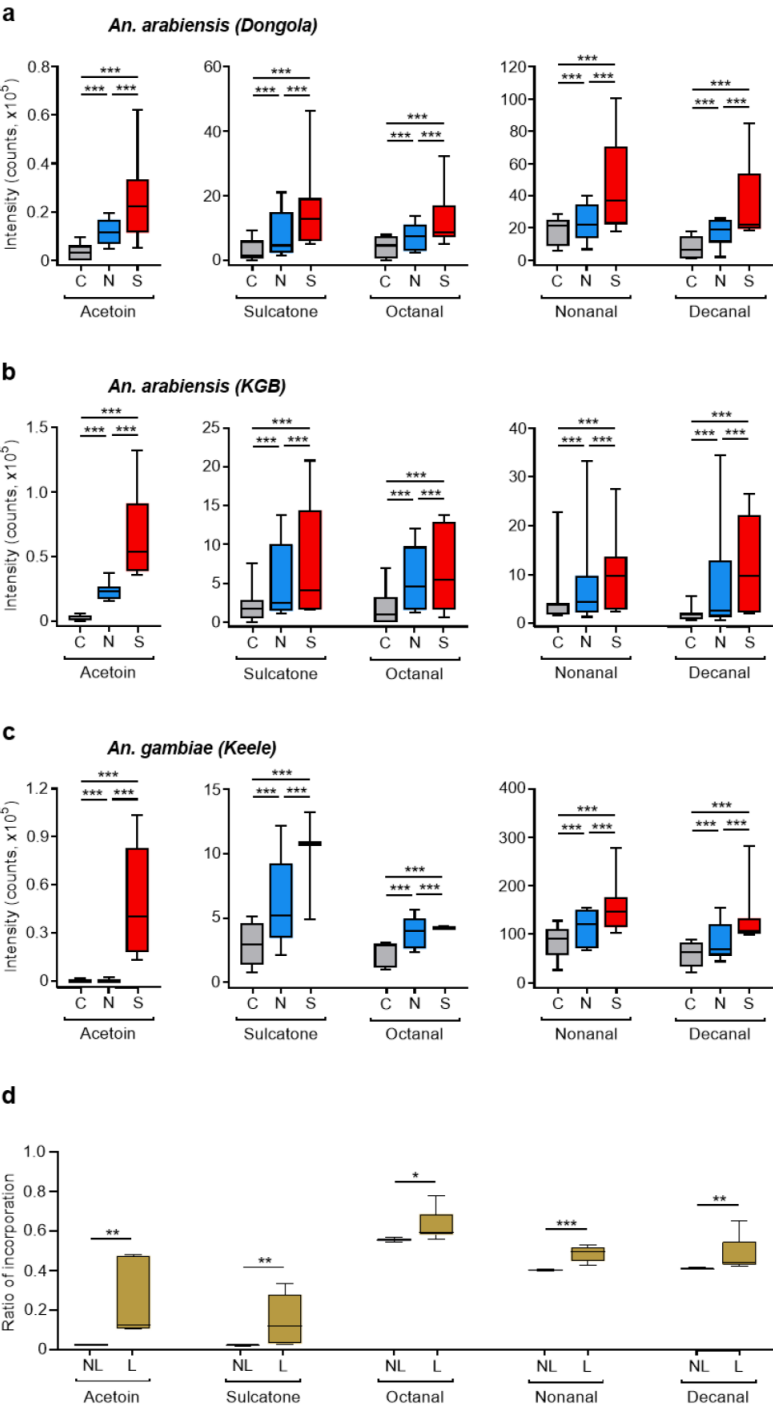 a
An. arabiensis (Dongola)
Intensity (counts, x10⁵)
0.8
0.6
0.4
0.2
0
*** *** ***
C N S
Acetoin
60
40
20
0
*** *** ***
C N S
Sulcatone
*** *** ***
C N S
Octanal
120
100
80
60
40
20
0
*** *** ***
C N S
Nonanal
*** *** ***
C N S
Decanal
b
An. arabiensis (KGB)
Intensity (counts, x10⁵)
1.5
1.0
0.5
0
*** *** ***
C N S
Acetoin
25
20
15
10
5
0
*** *** ***
C N S
Sulcatone
*** *** ***
C N S
Octanal
40
30
20
10
0
*** *** ***
C N S
Nonanal
*** *** ***
C N S
Decanal
c
An. gambiae (Keele)
Intensity (counts, x10⁵)
1.2
0.9
0.6
0.3
0
*** *** ***
C N S
Acetoin
15
10
5
0
*** *** ***
C N S
Sulcatone
*** *** ***
C N S
Octanal
400
300
200
100
0
*** *** ***
C N S
Nonanal
*** *** ***
C N S
Decanal
d
Ratio of incorporation
1.0
0.8
0.6
0.4
0.2
0
**
NL L
Acetoin
**
NL L
Sulcatone
*
NL L
Octanal
***
NL L
Nonanal
**
NL L
Decanal